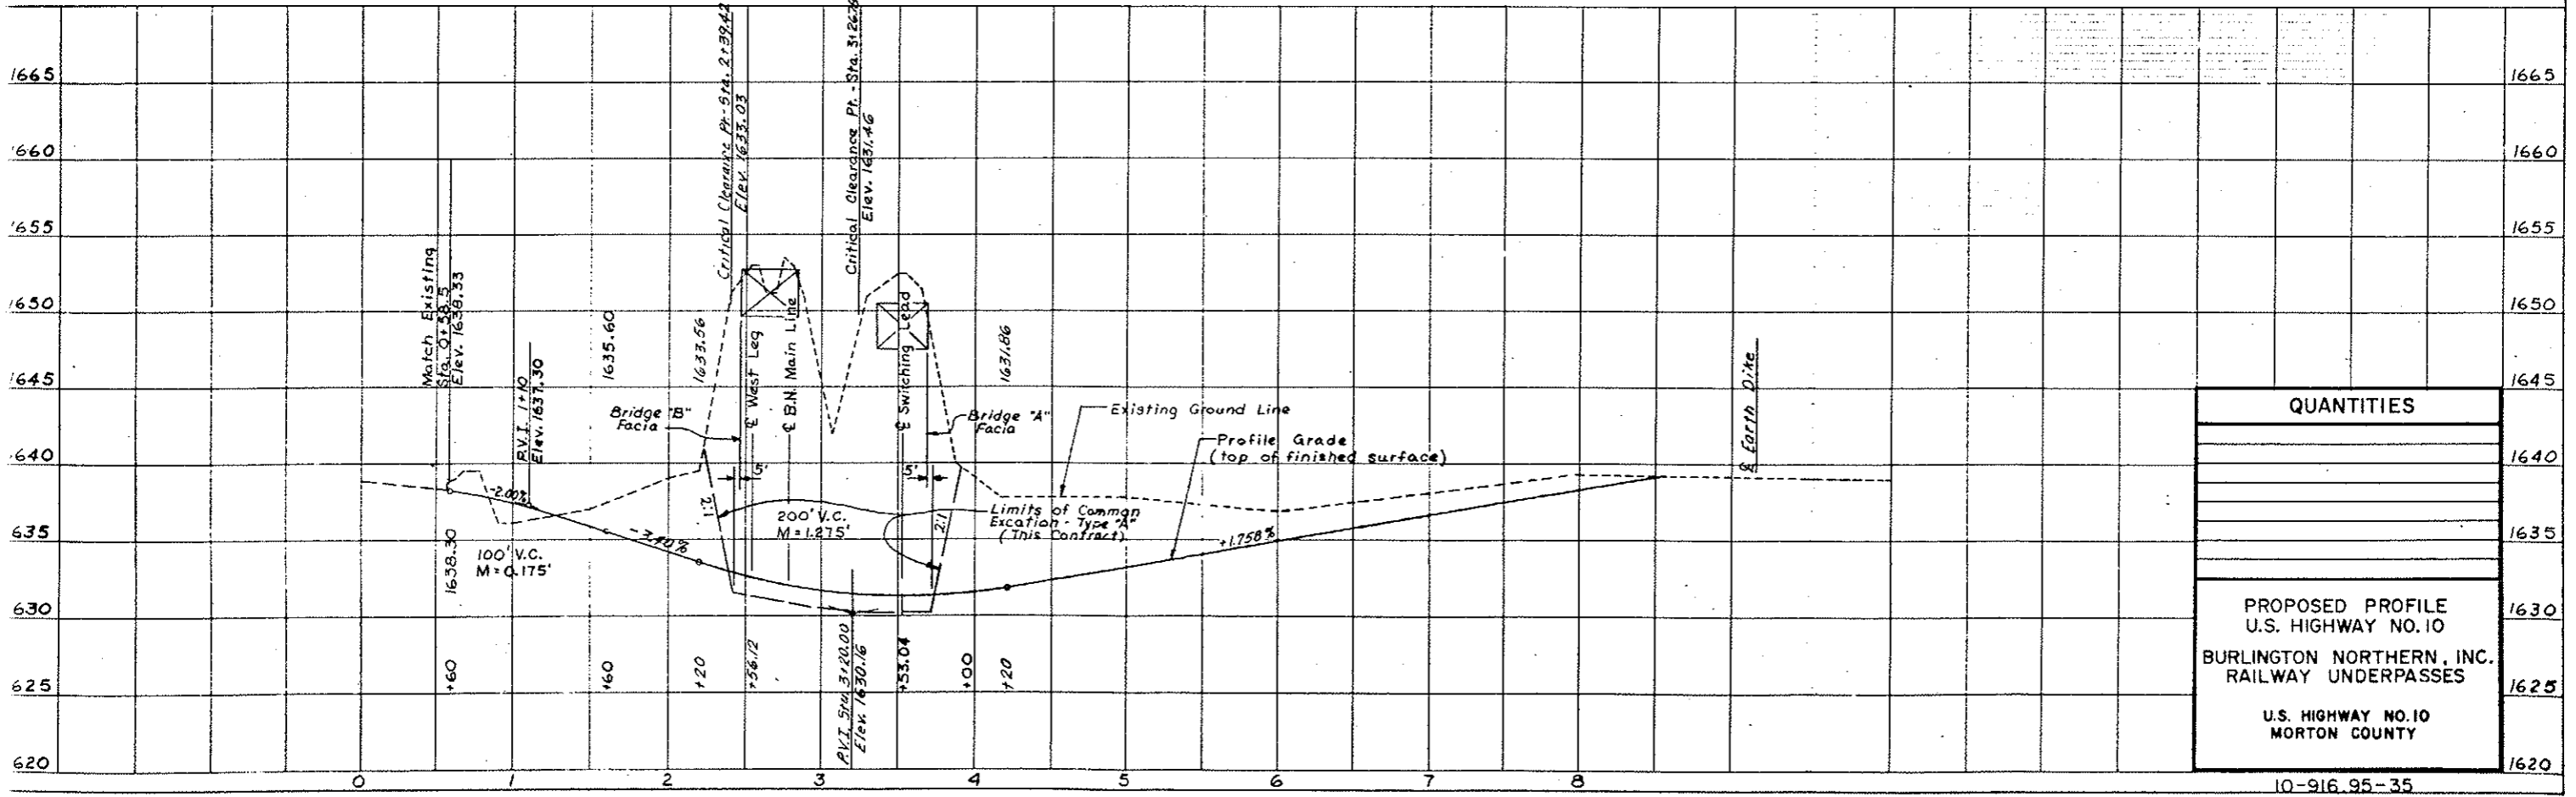 1665
1660
1655
1650
1645
1640
635
630
625
620
Match Existing
Sta. 0+58.5
Elev. 1638.33
P.V.I. 1+10
Elev. 1637.30
1635.60
1633.56
Critical Clearance Pt. - Sta. 2+39.42
Elev. 1633.03
Critical Clearance Pt. - Sta. 3+26.76
Elev. 1631.46
Bridge "B"
Facia
℄ West Leg
℄ B.N. Main Line
℄ Switching Lead
Bridge "A"
Facia
1631.86
Existing Ground Line
Profile Grade
(top of finished surface)
℄ Earth Dike
5'
5'
2:1
2:1
-2.00%
-3.40%
+1.758%
1638.30
100' V.C.
M=0.175'
200' V.C.
M=1.275'
Limits of Common
Excation - Type "A"
(This Contract)
P.V.I. Sta. 3+20.00
Elev. 1630.16
+60
+60
+20
+56.12
+53.04
+00
+20
0
1
2
3
4
5
6
7
8
1665
1660
1655
1650
1645
1640
1635
1630
1625
1620
QUANTITIES
PROPOSED PROFILE
U.S. HIGHWAY NO.10
BURLINGTON NORTHERN, INC.
RAILWAY UNDERPASSES
U.S. HIGHWAY NO.10
MORTON COUNTY
10-916.95-35